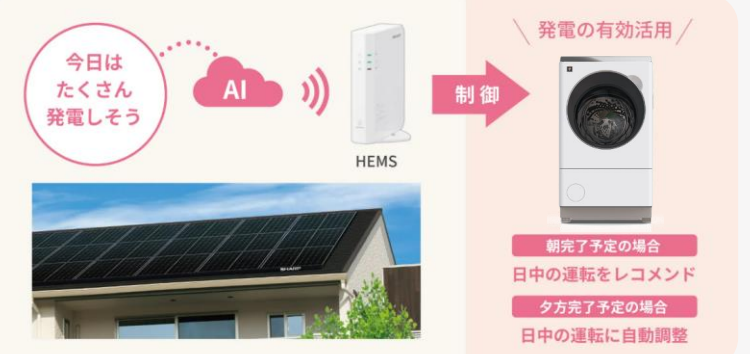 今日は
たくさん
発電しそう
AI
HEMS
制御
発電の有効活用
SHARP
朝完了予定の場合
日中の運転をレコメンド
夕方完了予定の場合
日中の運転に自動調整